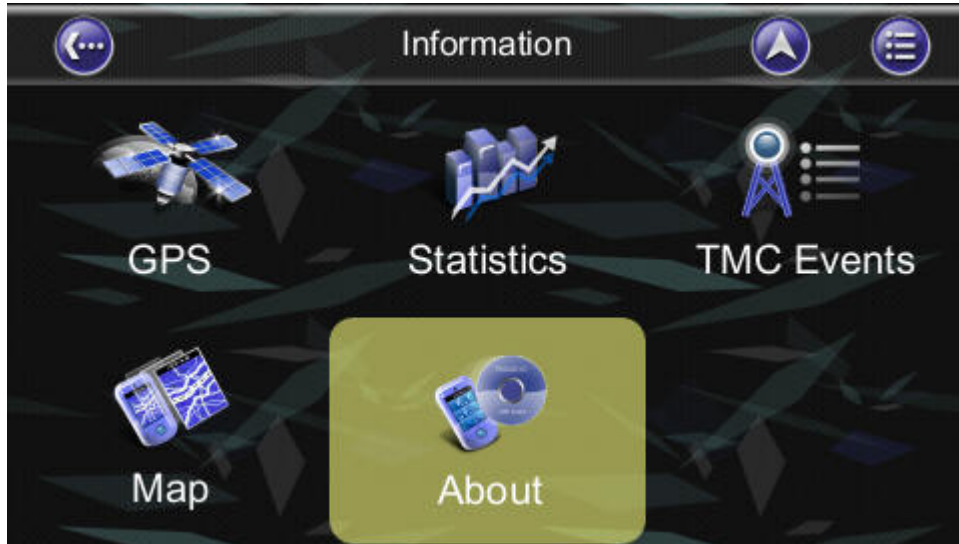 Information
GPS
Statistics
TMC Events
Map
About